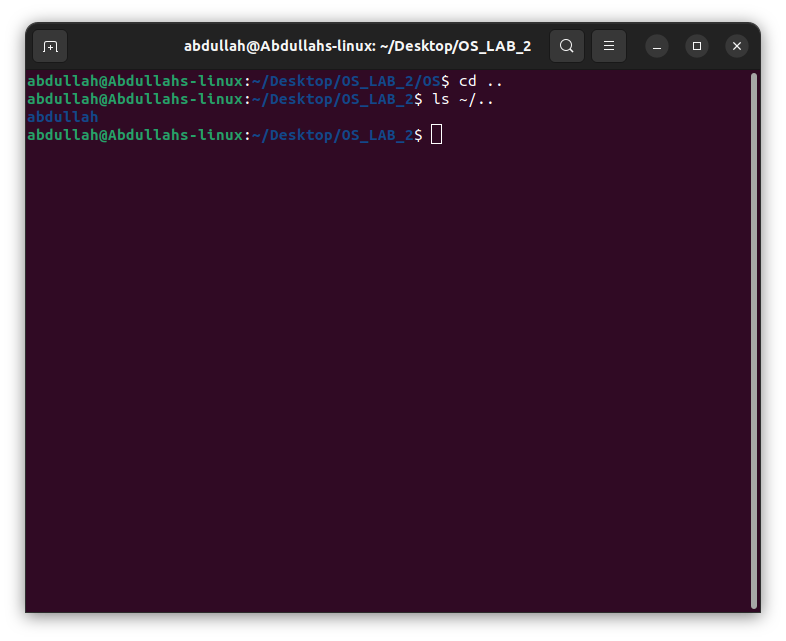 abdullah@Abdullahs-linux: ~/Desktop/OS_LAB_2
abdullah@Abdullahs-linux:~/Desktop/OS_LAB_2/OS$ cd ..
abdullah@Abdullahs-linux:~/Desktop/OS_LAB_2$ ls ~/..
abdullah
abdullah@Abdullahs-linux:~/Desktop/OS_LAB_2$